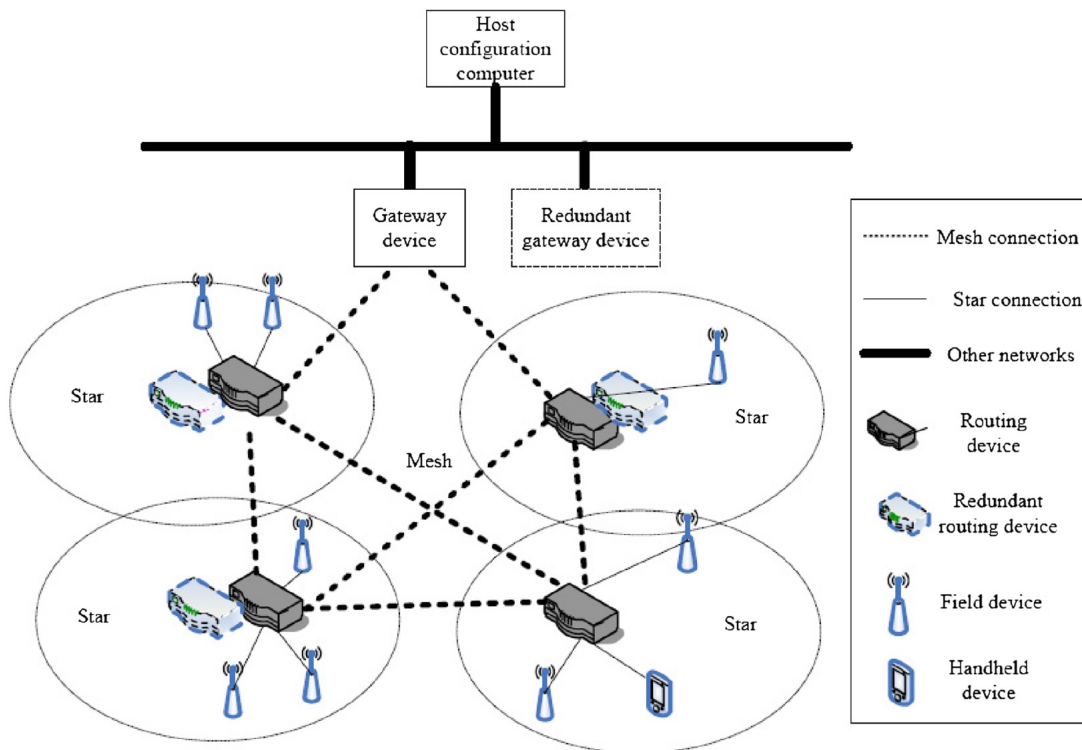 Host
configuration
computer
Gateway
device
Redundant
gateway device
Mesh connection
Star connection
Other networks
Routing
device
Redundant
routing device
Field device
Handheld
device
Star
Star
Mesh
Star
Star